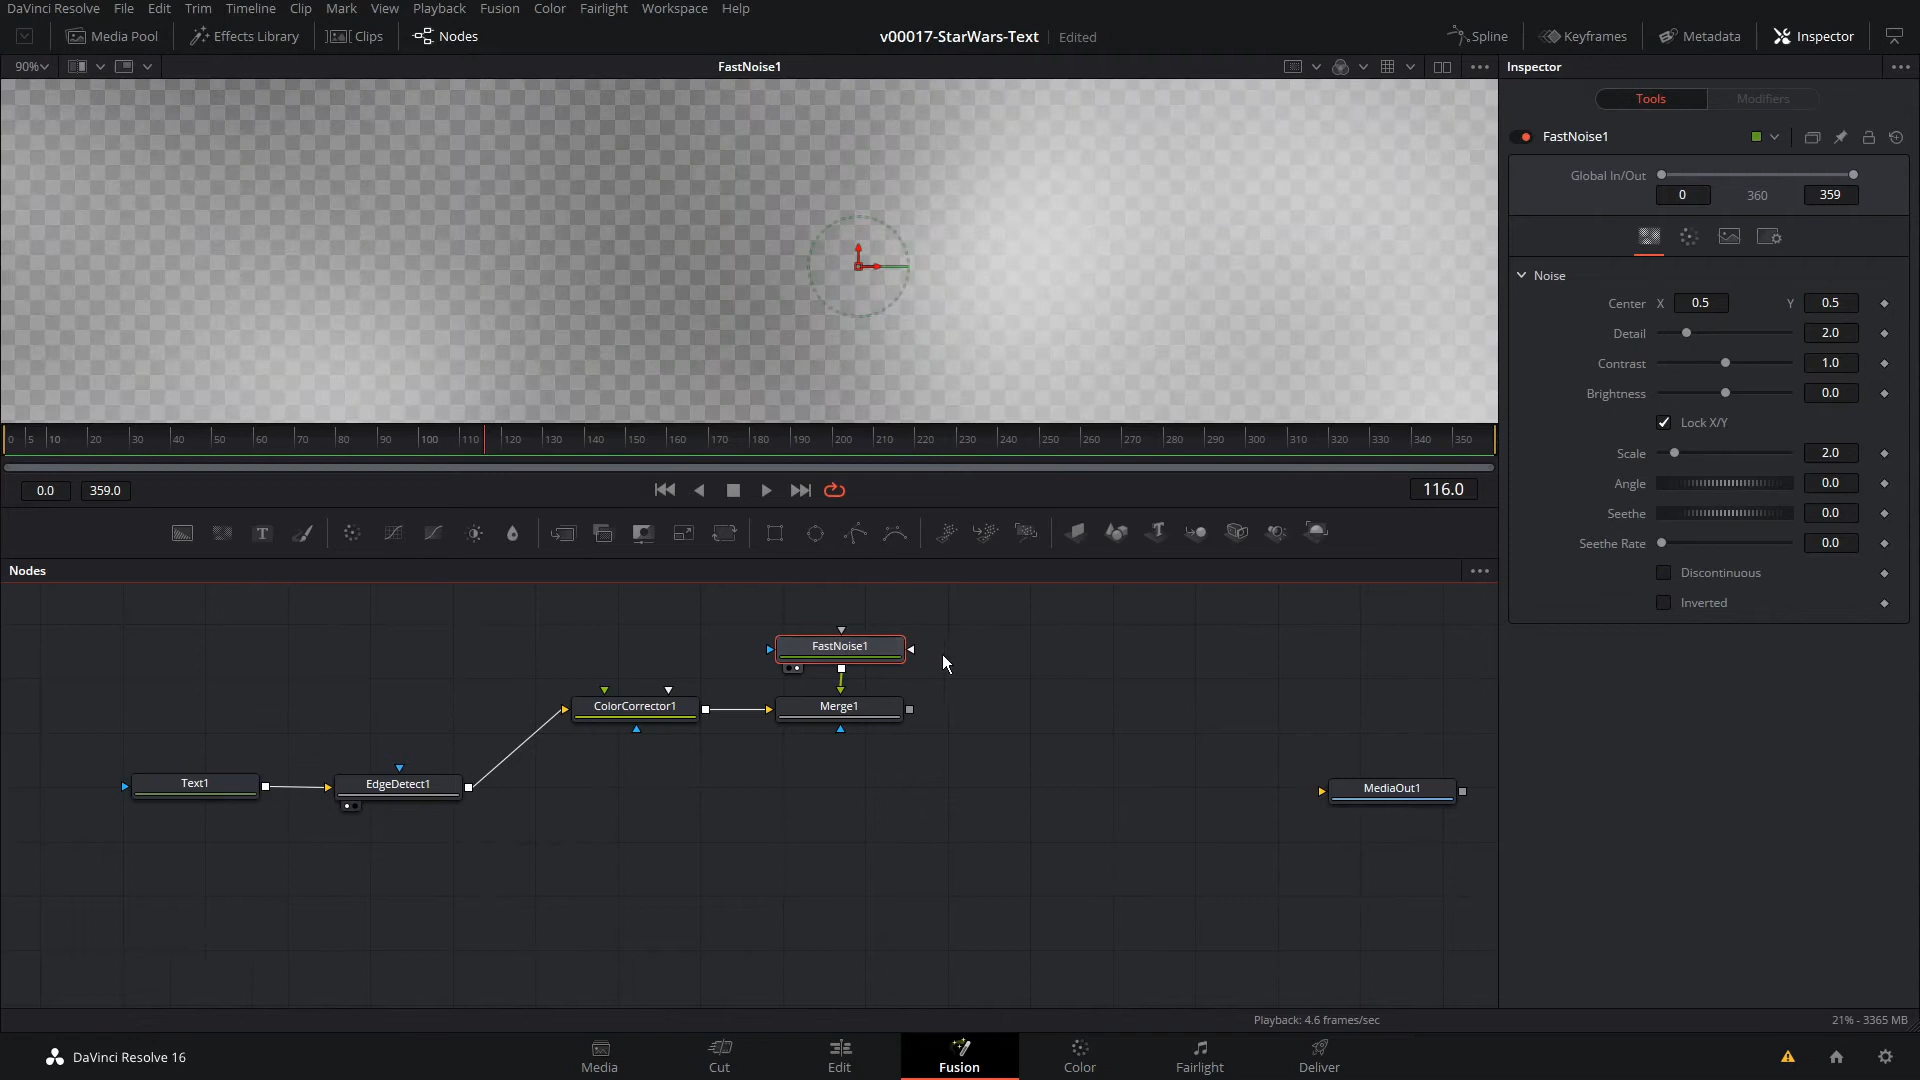 DaVinci Resolve File Edit Trim Timeline Clip Mark View Playback Fusion Color Fairlight Workspace Help
Media Pool Effects Library Clips Nodes v00017-StarWars-Text Edited Spline Keyframes Metadata Inspector
90% FastNoise1 Inspector
Tools Modifiers
FastNoise1
Global In/Out
0 360 359
Noise
Center X 0.5 Y 0.5
Detail 2.0
Contrast 1.0
Brightness 0.0
Lock X/Y
Scale 2.0
Angle 0.0
Seethe 0.0
Seethe Rate 0.0
Discontinuous
Inverted
0 5 10 20 30 40 50 60 70 80 90 100 110 120 130 140 150 160 170 180 190 200 210 220 230 240 250 260 270 280 290 300 310 320 330 340 350
0.0 359.0 116.0
T T
Nodes
FastNoise1
ColorCorrector1 Merge1
Text1 EdgeDetect1 MediaOut1
Playback: 4.6 frames/sec 21% - 3365 MB
DaVinci Resolve 16 Media Cut Edit Fusion Color Fairlight Deliver